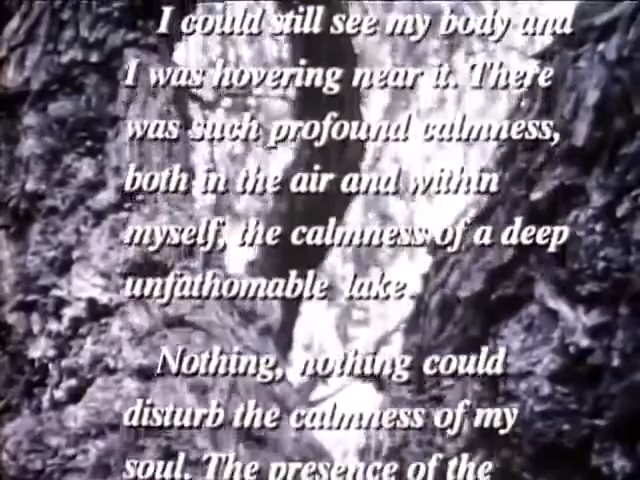 I could still see my body and
I was hovering near it. There
was such profound calmness,
both in the air and within
myself, the calmness of a deep
unfathomable lake.
Nothing, nothing could
disturb the calmness of my
soul. The presence of the